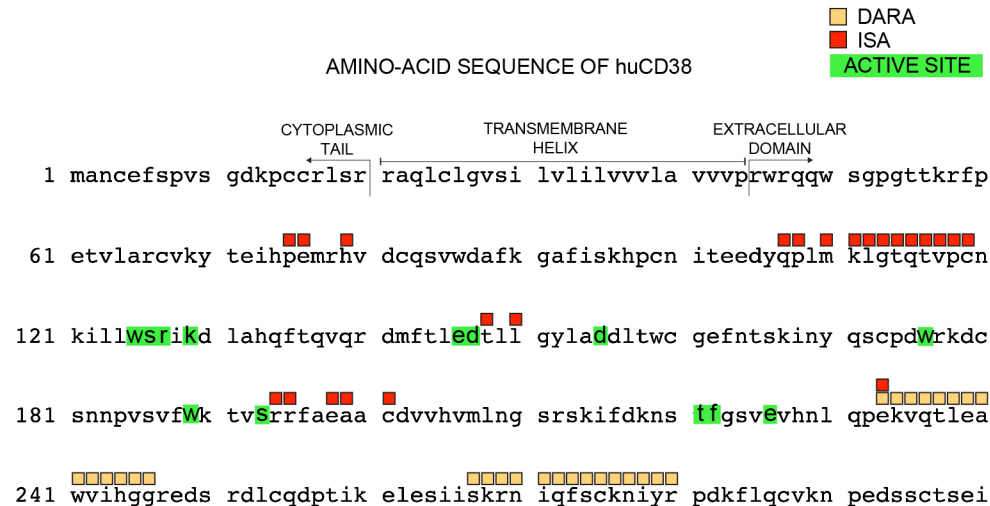 DARA
ISA
ACTIVE SITE
AMINO-ACID SEQUENCE OF huCD38
CYTOPLASMIC TAIL
TRANSMEMBRANE HELIX
EXTRACELLULAR DOMAIN
1 mancefspvs gdkpccrlsr raqlclgvsi lvlilvvvla vvvprwrqqw sgpgttkrfp
61 etvlarcvky teihpemrhv dcqsvwdafk gafiskhpcn iteedyqplm klgtqtvpcn
121 killwsrikd lahqftqvqr dmftledtll gyladdltwc gefntskiny qscpdwrkdc
181 snnpvsvfwk tvsrrfaeaa cdvvhvmlng srskifdkns tfgsvevhnl qpekvqtlea
241 wvihggreds rdlcqdptik elesiiskrn iqfsckniyr pdkflqcvkn pedssctsei